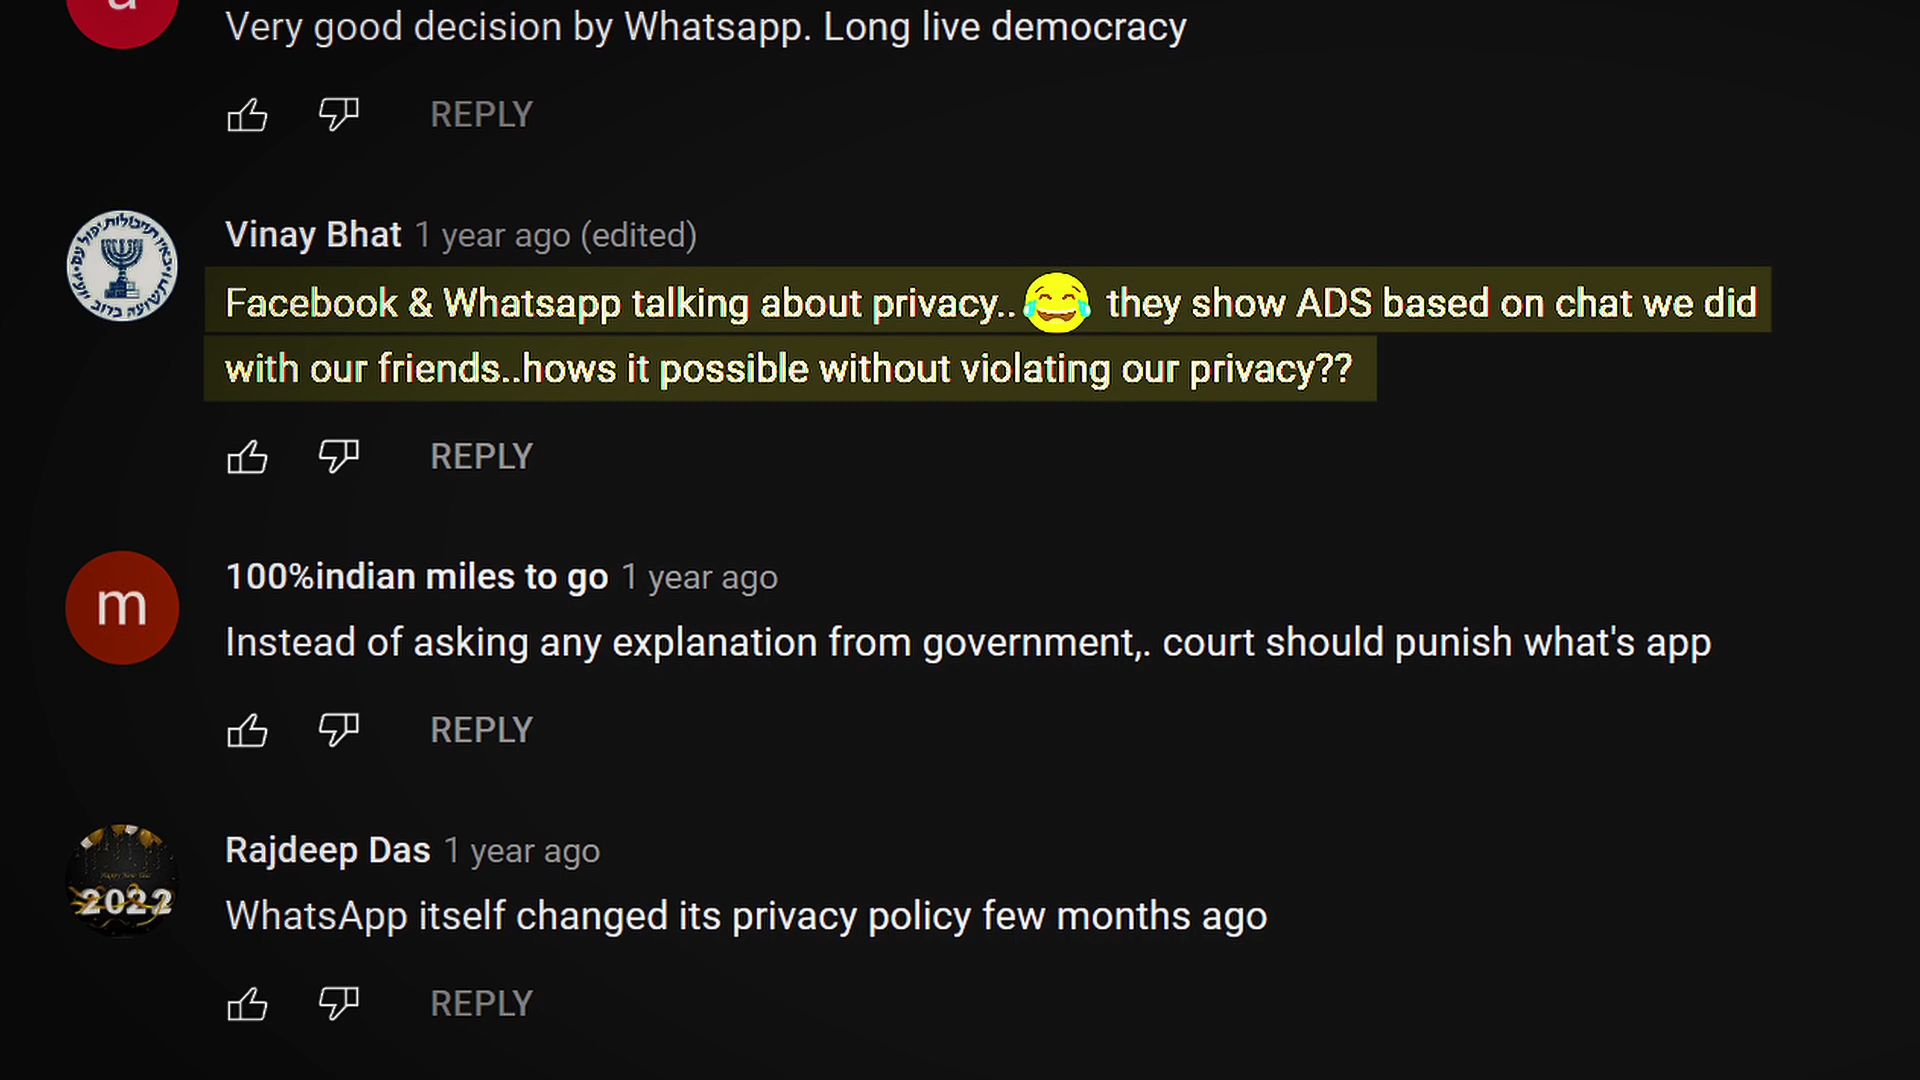 Very good decision by Whatsapp. Long live democracy
REPLY
Vinay Bhat 1 year ago (edited)
Facebook & Whatsapp talking about privacy..😂 they show ADS based on chat we did
with our friends..hows it possible without violating our privacy??
REPLY
m
100%indian miles to go 1 year ago
Instead of asking any explanation from government,. court should punish what's app
REPLY
2022
Rajdeep Das 1 year ago
WhatsApp itself changed its privacy policy few months ago
REPLY